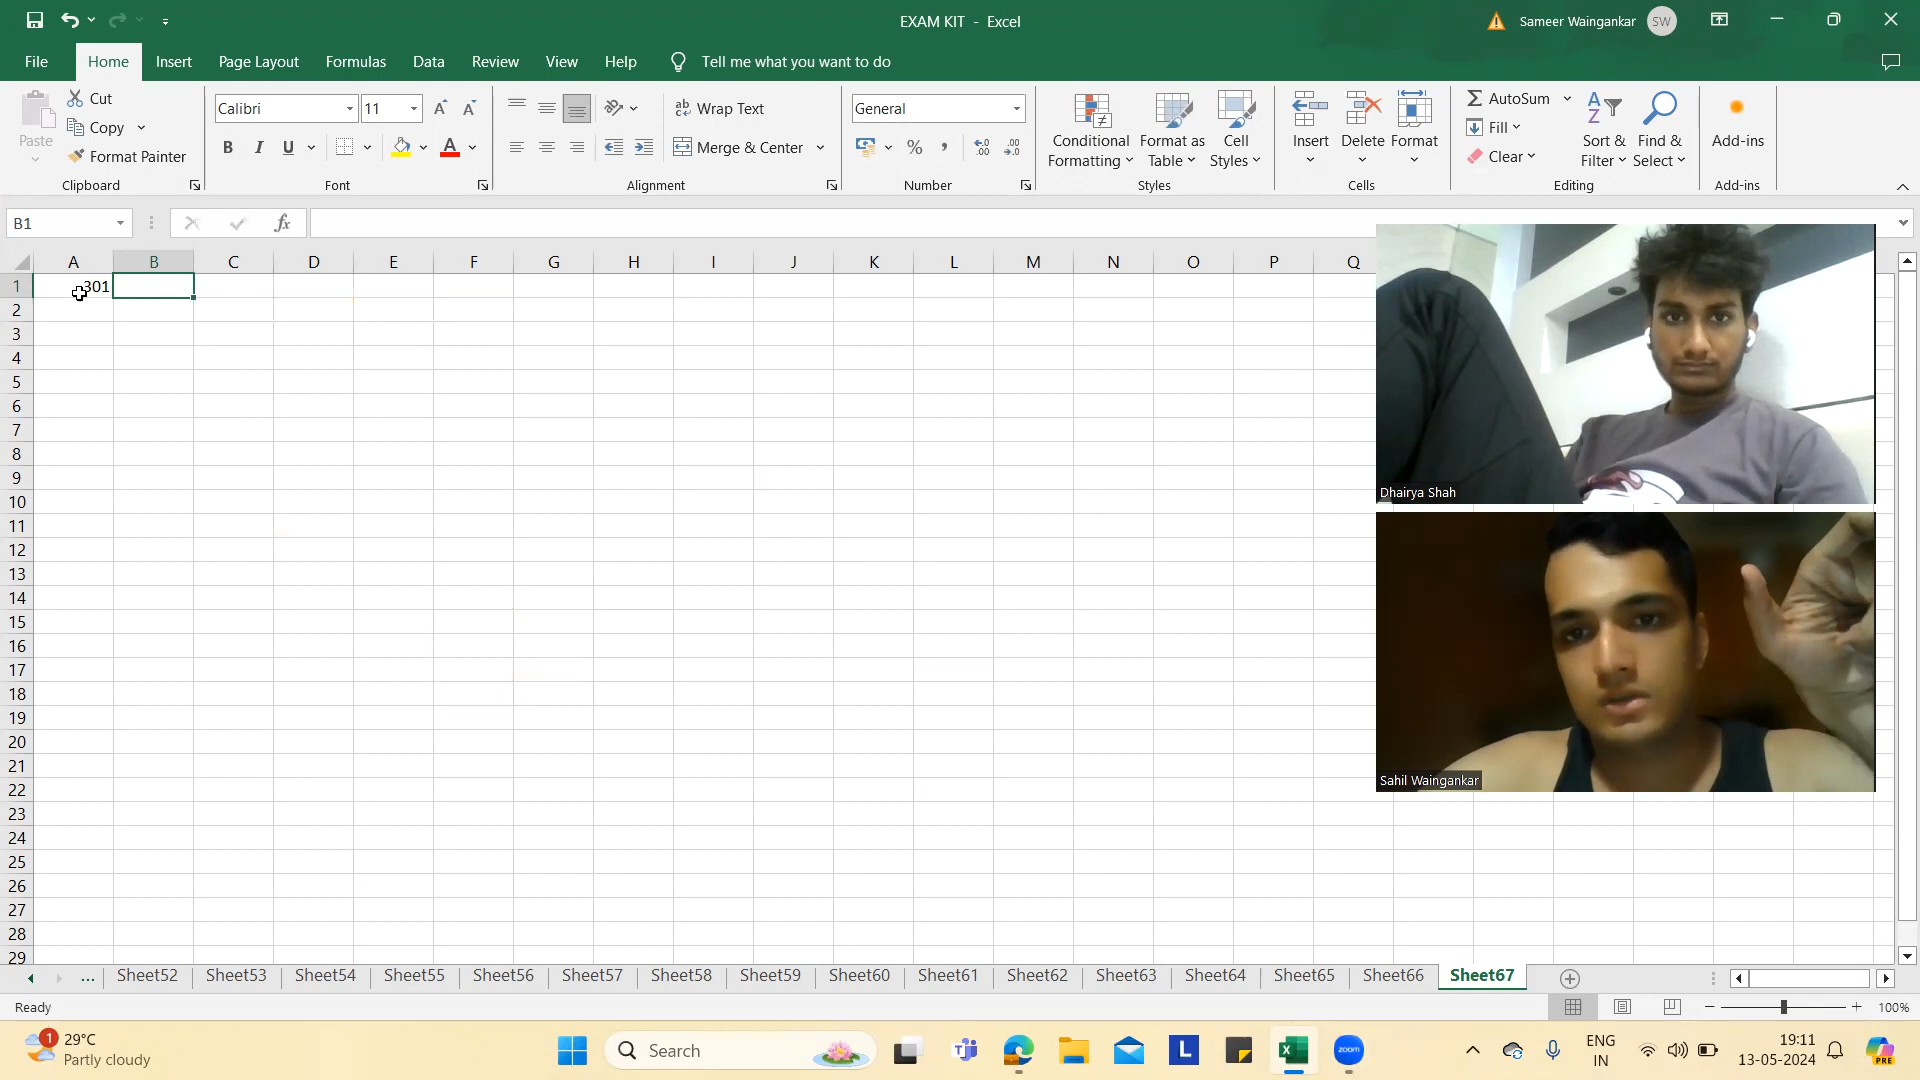 EXAM KIT - Excel
Sameer Waingankar SW
File Home Insert Page Layout Formulas Data Review View Help Tell me what you want to do
Paste
Cut
Copy
Format Painter
Clipboard
Calibri 11
B I U A
Font
Wrap Text
Merge & Center
Alignment
General
% ,
Number
Conditional Formatting
Format as Table
Cell Styles
Styles
Insert Delete Format
Cells
AutoSum
Fill
Clear
Sort & Filter
Find & Select
Editing
Add-ins
Add-ins
B1 fx
A B C D E F G H I J K L M N O P Q
1 301
2
3
4
5
6
7
8
9
10
11
12
13
14
15
16
17
18
19
20
21
22
23
24
25
26
27
28
29
Dhairya Shah
Sahil Waingankar
... Sheet52 Sheet53 Sheet54 Sheet55 Sheet56 Sheet57 Sheet58 Sheet59 Sheet60 Sheet61 Sheet62 Sheet63 Sheet64 Sheet65 Sheet66 Sheet67
Ready 100%
1 29°C
Partly cloudy
Search
L
zoom
ENG
IN
19:11
13-05-2024
PRE